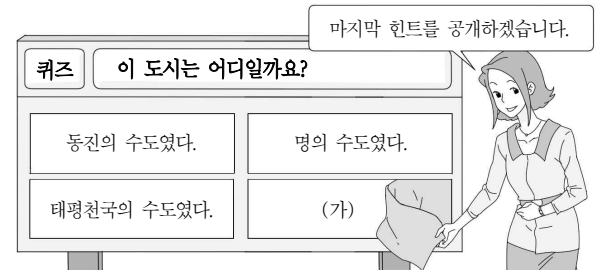 마지막 힌트를 공개하겠습니다.
퀴즈 이 도시는 어디일까요?
동진의 수도였다. 명의 수도였다.
태평천국의 수도였다. (가)